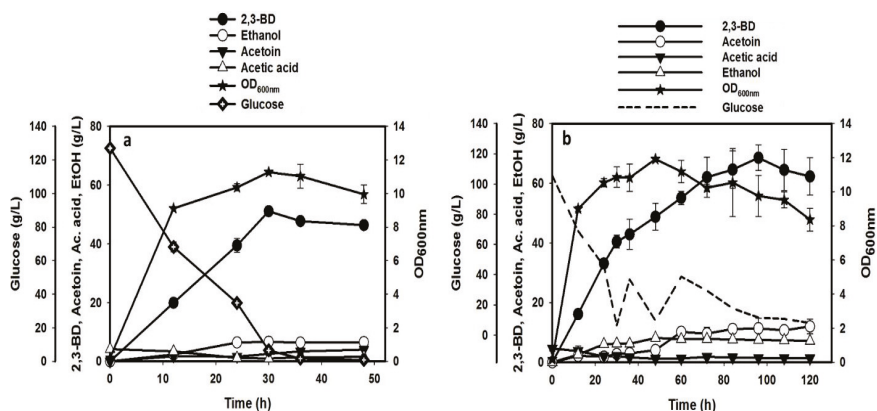 2,3-BD
Ethanol
Acetoin
Acetic acid
OD600nm
Glucose
a
Glucose (g/L)
140
120
100
80
60
40
20
0
2,3-BD, Acetoin, Ac. acid, EtOH (g/L)
80
60
40
20
0
OD600nm
14
12
10
8
6
4
2
0
0 10 20 30 40 50
Time (h)
2,3-BD
Acetoin
Acetic acid
Ethanol
OD600nm
Glucose
b
Glucose (g/L)
140
120
100
80
60
40
20
0
2,3-BD, Acetoin, Ac. acid, EtOH (g/L)
80
60
40
20
0
OD600nm
14
12
10
8
6
4
2
0
0 20 40 60 80 100 120
Time (h)